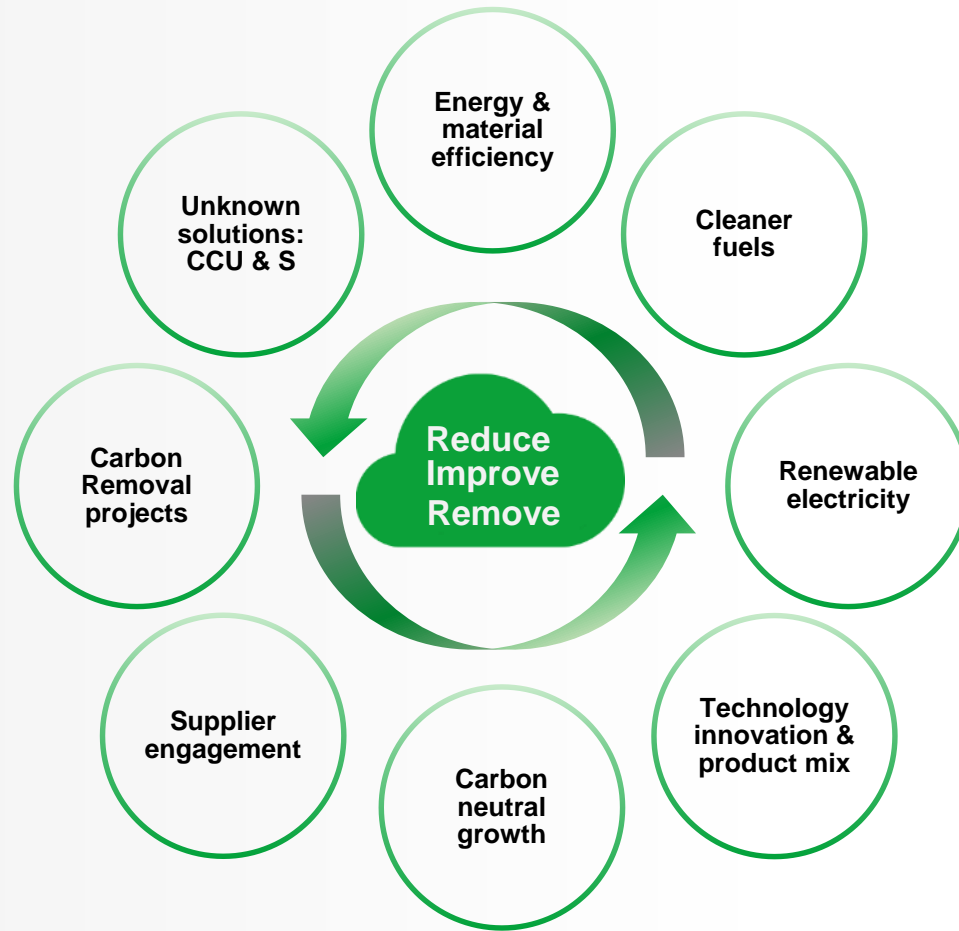 Energy &
material
efficiency
Cleaner
fuels
Renewable
electricity
Technology
innovation &
product mix
Carbon
neutral
growth
Supplier
engagement
Carbon
Removal
projects
Unknown
solutions:
CCU & S
Reduce
Improve
Remove